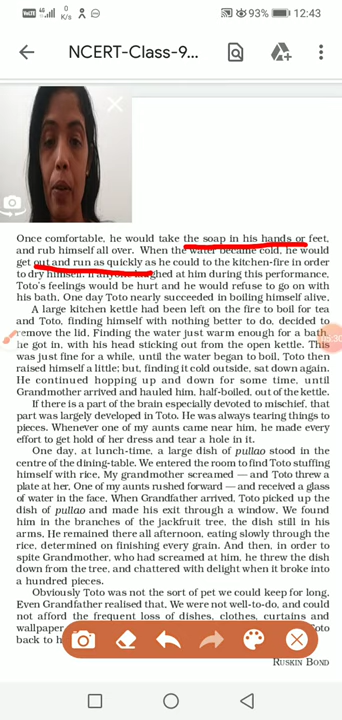 VoLTE 4G 0 K/s 93% 12:43
NCERT-Class-9...
Once comfortable, he would take the soap in his hands or feet,
and rub himself all over. When the water became cold, he would
get out and run as quickly as he could to the kitchen-fire in order
to dry himself. If anyone laughed at him during this performance,
Toto's feelings would be hurt and he would refuse to go on with
his bath. One day Toto nearly succeeded in boiling himself alive.
A large kitchen kettle had been left on the fire to boil for tea
and Toto, finding himself with nothing better to do, decided to
remove the lid. Finding the water just warm enough for a bath,
he got in, with his head sticking out from the open kettle. This
was just fine for a while, until the water began to boil. Toto then
raised himself a little; but, finding it cold outside, sat down again.
He continued hopping up and down for some time, until
Grandmother arrived and hauled him, half-boiled, out of the kettle.
If there is a part of the brain especially devoted to mischief, that
part was largely developed in Toto. He was always tearing things to
pieces. Whenever one of my aunts came near him, he made every
effort to get hold of her dress and tear a hole in it.
One day, at lunch-time, a large dish of pullao stood in the
centre of the dining-table. We entered the room to find Toto stuffing
himself with rice. My grandmother screamed — and Toto threw a
plate at her. One of my aunts rushed forward — and received a glass
of water in the face. When Grandfather arrived, Toto picked up the
dish of pullao and made his exit through a window. We found
him in the branches of the jackfruit tree, the dish still in his
arms. He remained there all afternoon, eating slowly through the
rice, determined on finishing every grain. And then, in order to
spite Grandmother, who had screamed at him, he threw the dish
down from the tree, and chattered with delight when it broke into
a hundred pieces.
Obviously Toto was not the sort of pet we could keep for long.
Even Grandfather realised that. We were not well-to-do, and could
not afford the frequent loss of dishes, clothes, curtains and
wallpaper
Toto
back to
RUSKIN BOND